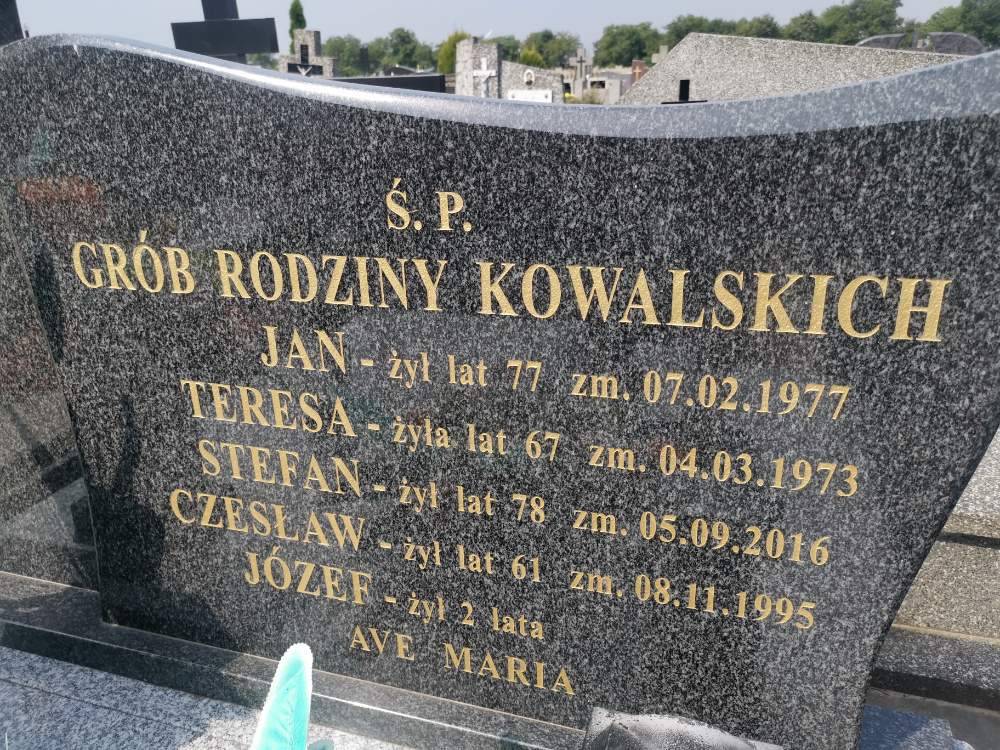 Ś. P.
GRÓB RODZINY KOWALSKICH
JAN - żył lat 77 zm. 07.02.1977
TERESA - żyła lat 67 zm. 04.03.1973
STEFAN - żył lat 78 zm. 05.09.2016
CZESŁAW - żył lat 61 zm. 08.11.1995
JÓZEF - żył 2 lata
AVE MARIA